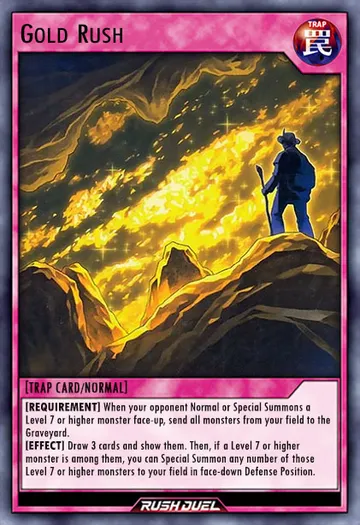 Gold Rush
TRAP
罠
[TRAP CARD/NORMAL]
[REQUIREMENT] When your opponent Normal or Special Summons a
Level 7 or higher monster face-up, send all monsters from your field to the
Graveyard.
[EFFECT] Draw 3 cards and show them. Then, if a Level 7 or higher
monster is among them, you can Special Summon any number of those
Level 7 or higher monsters to your field in face-down Defense Position.
RUSH DUEL